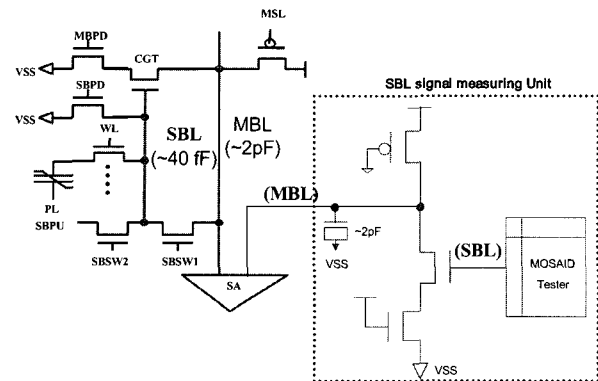 MSL
MBPD
CGT
VSS
SBPD
VSS
WL
SBL
(~40 fF)
MBL
(~2pF)
PL
SBPU
SBSW2
SBSW1
SA
SBL signal measuring Unit
(MBL)
~2pF
VSS
(SBL)
MOSAID
Tester
VSS